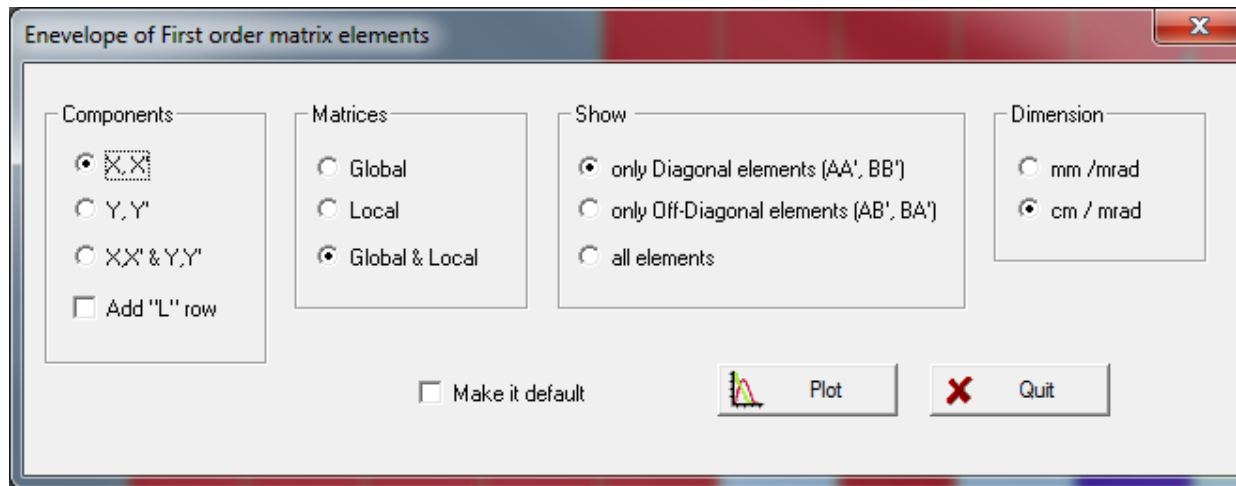 Enevelope of First order matrix elements
Components
X, X'
Y, Y'
X,X' & Y,Y'
Add "L" row
Matrices
Global
Local
Global & Local
Show
only Diagonal elements (AA', BB')
only Off-Diagonal elements (AB', BA')
all elements
Dimension
mm /mrad
cm / mrad
Make it default
Plot
Quit